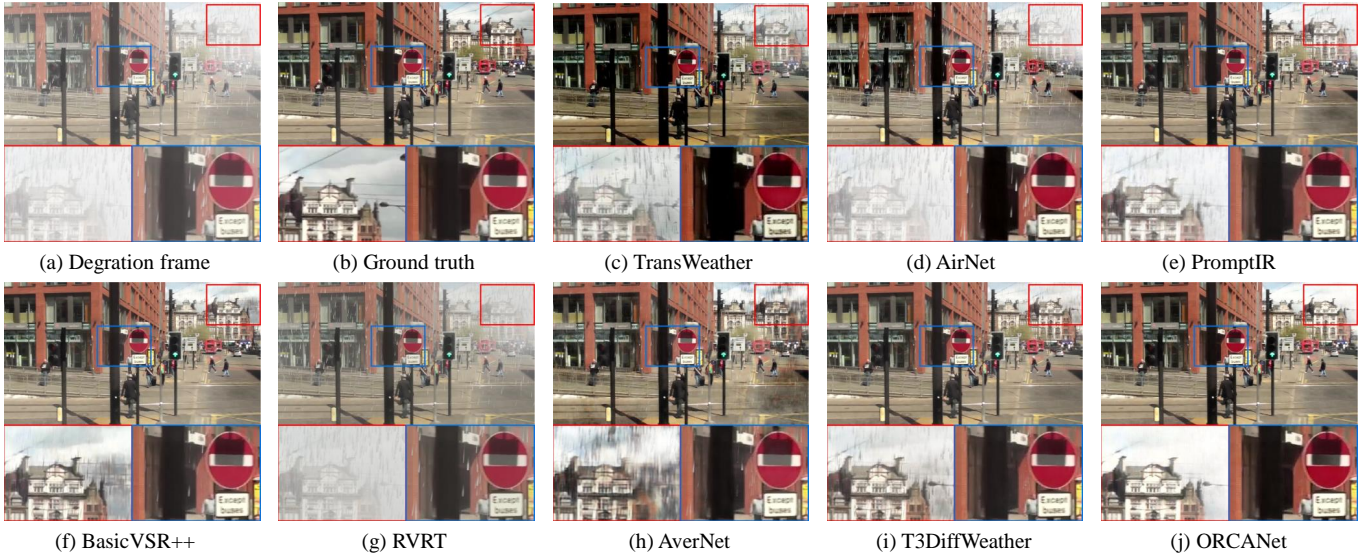 Except
buses
Except
buses
Except
buses
Except
buses
Except
buses
(a) Degration frame
(b) Ground truth
(c) TransWeather
(d) AirNet
(e) PromptIR
Except
buses
Except
buses
Except
buses
Except
buses
Except
buses
(f) BasicVSR++
(g) RVRT
(h) AverNet
(i) T3DiffWeather
(j) ORCANet